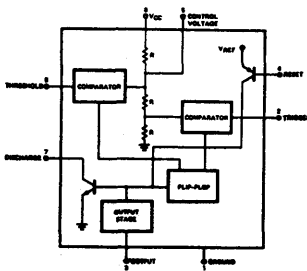 8 VCC
5 CONTROL VOLTAGE
R
VREF
THRESHOLD 6
COMPARATOR
4 RESET
R
COMPARATOR
2 TRIGGER
R
DISCHARGE 7
FLIP-FLOP
OUTPUT STAGE
3 OUTPUT
1 GROUND